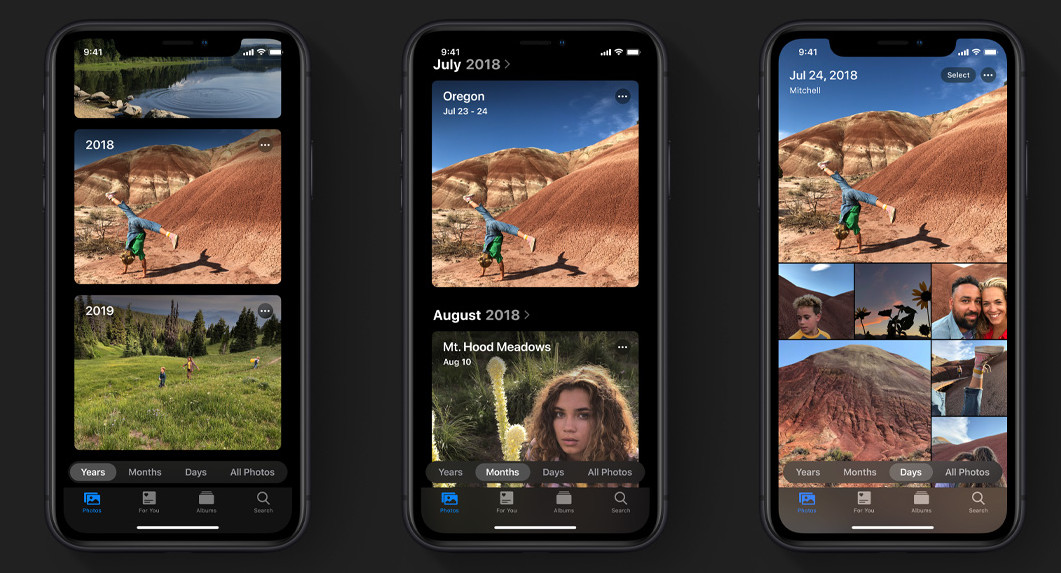 9:41
2018
2019
Years Months Days All Photos
Photos For You Albums Search
9:41
July 2018
Oregon
Jul 23 - 24
August 2018
Mt. Hood Meadows
Aug 10
Years Months Days All Photos
Photos For You Albums Search
9:41
Jul 24, 2018 Select
Mitchell
Years Months Days All Photos
Photos For You Albums Search